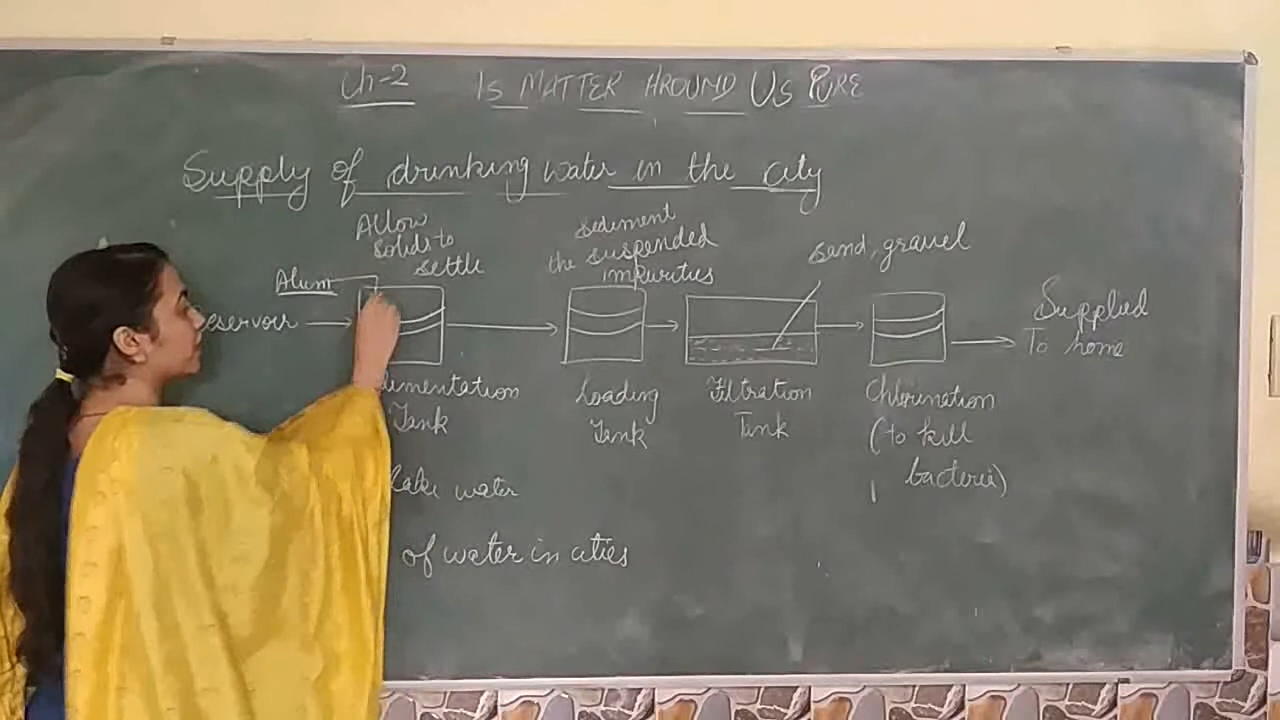 Ch-2 IS MATTER AROUND US PURE
Supply of drinking water in the city
Allow
solids to
settle
sediment
the suspended
impurities
sand, gravel
Alum
eservoir
Supplied
To home
dimentation
Tank
Loading
Tank
Filtration
Tank
Chlorination
(to kill
bacteria)
lake water
of water in cities